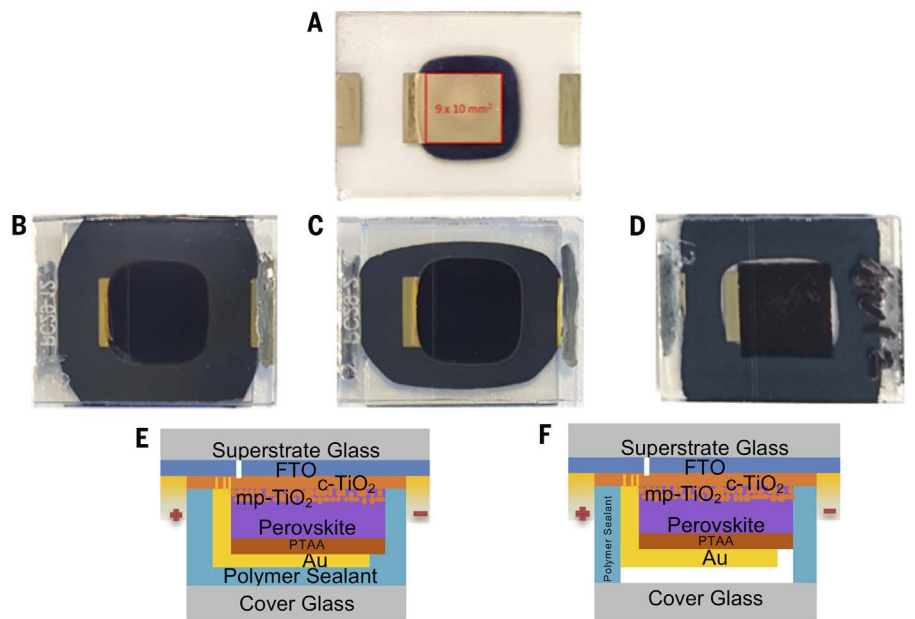 A
9 x 10 mm²
B
C
D
E
Superstrate Glass
FTO
c-TiO₂
mp-TiO₂
Perovskite
PTAA
Au
Polymer Sealant
Cover Glass
+
−
F
Superstrate Glass
FTO
c-TiO₂
mp-TiO₂
Perovskite
PTAA
Au
Polymer Sealant
Cover Glass
+
−